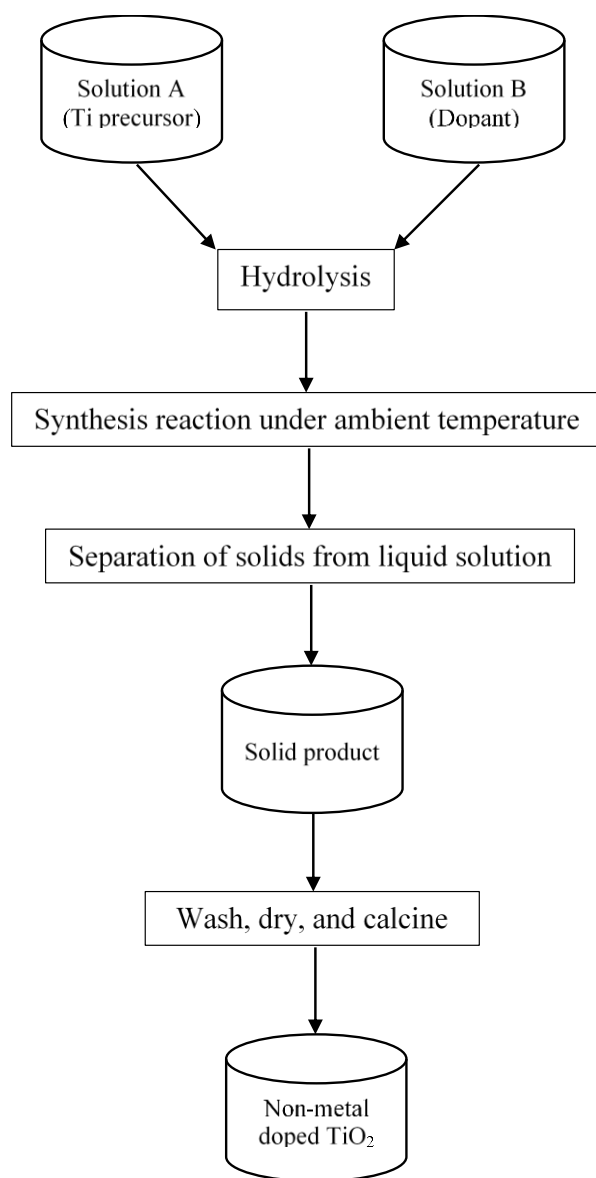 Solution A
(Ti precursor)
Solution B
(Dopant)
Hydrolysis
Synthesis reaction under ambient temperature
Separation of solids from liquid solution
Solid product
Wash, dry, and calcine
Non-metal
doped TiO₂